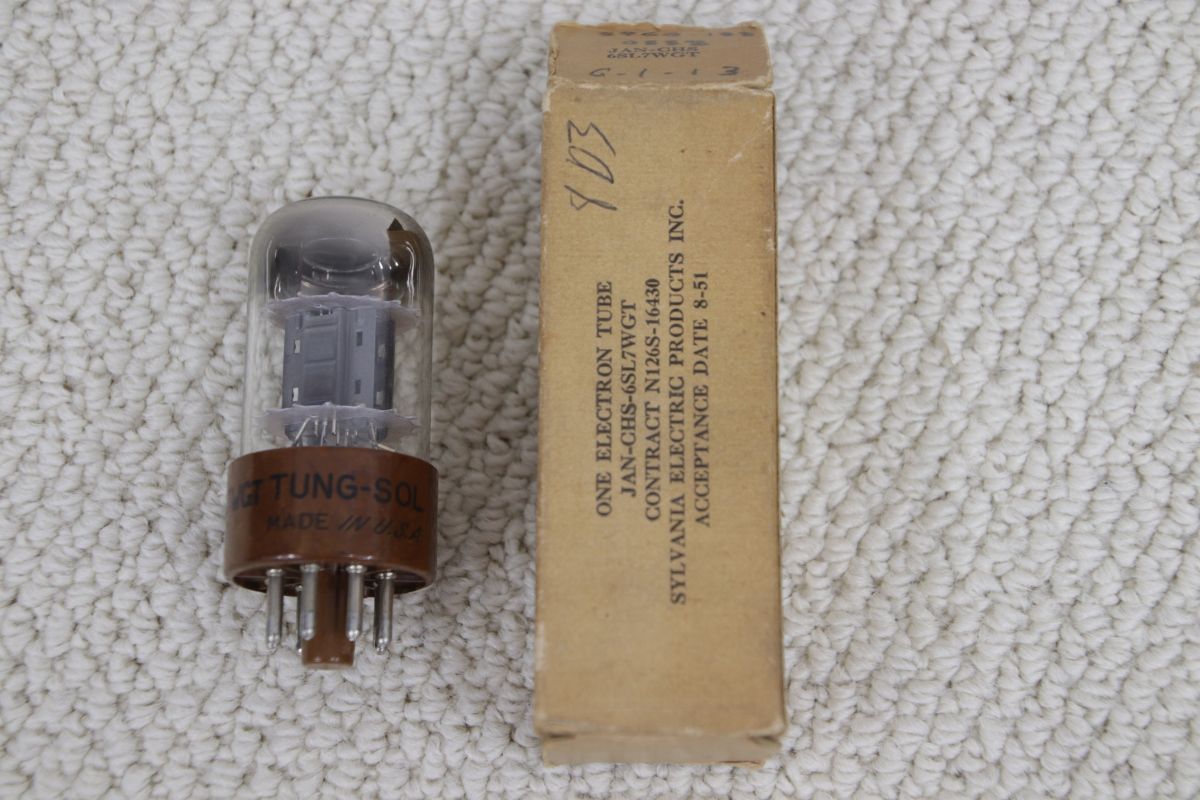 JAN-CHS
6SL7WGT
G-1-13
YD3
ONE ELECTRON TUBE
JAN-CHS-6SL7WGT
CONTRACT N126S-16430
SYLVANIA ELECTRIC PRODUCTS INC.
ACCEPTANCE DATE 8-51
WGT TUNG-SOL
MADE IN U.S.A